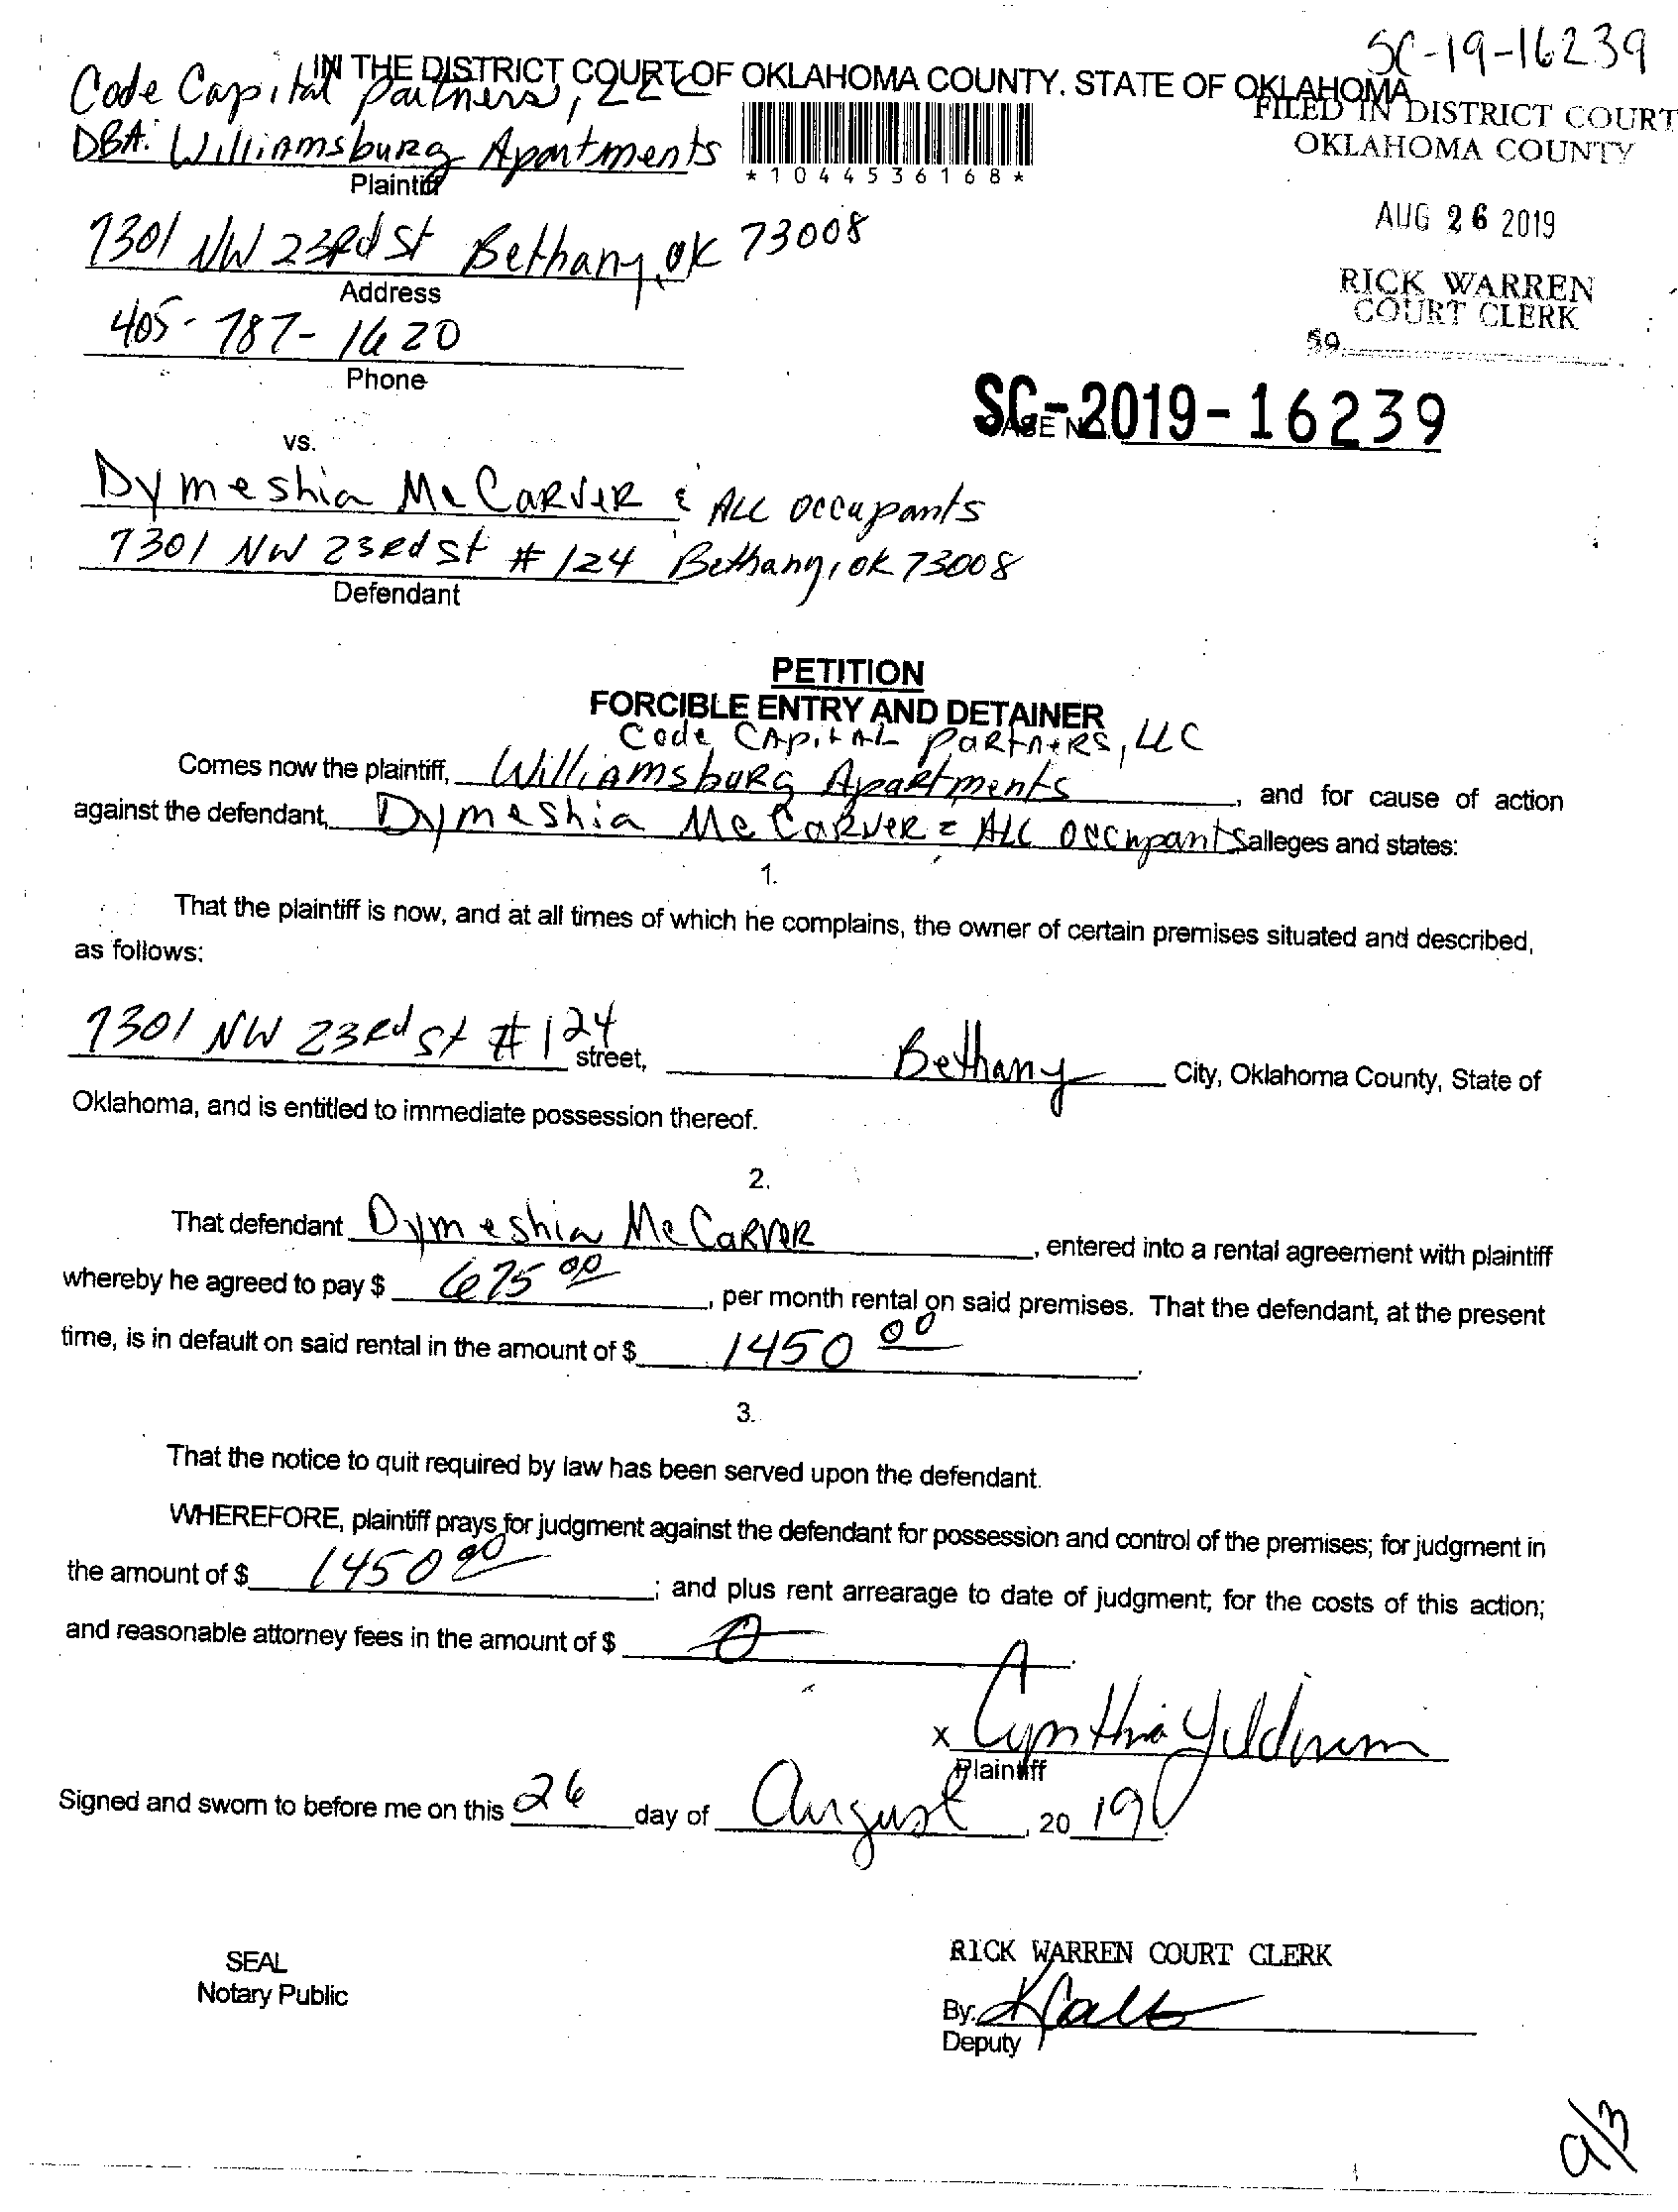 SC-19-16239
IN THE DISTRICT COURT OF OKLAHOMA COUNTY. STATE OF OKLAHOMA
Code Capital Partners, LLC
FILED IN DISTRICT COURT
OKLAHOMA COUNTY
DBA: Williamsburg Apartments
*1044536168*
Plaintiff
AUG 26 2019
7301 NW 23rd St Bethany, OK 73008
Address
RICK WARREN
COURT CLERK
405-787-1620
59
Phone
SC-2019-16239
CASE NO.
vs.
Dymeshia McCarver & ALL Occupants
7301 NW 23rd St # 124 Bethany, OK 73008
Defendant
PETITION
FORCIBLE ENTRY AND DETAINER
Code Capital Partners, LLC
Comes now the plaintiff, Williamsburg Apartments, and for cause of action
against the defendant, Dymeshia McCarver & ALL Occupants alleges and states:
1.
That the plaintiff is now, and at all times of which he complains, the owner of certain premises situated and described,
as follows:
7301 NW 23rd St #124 street, Bethany City, Oklahoma County, State of
Oklahoma, and is entitled to immediate possession thereof.
2.
That defendant Dymeshia McCarver, entered into a rental agreement with plaintiff
whereby he agreed to pay $ 675 00, per month rental on said premises. That the defendant, at the present
time, is in default on said rental in the amount of $ 1450 00.
3.
That the notice to quit required by law has been served upon the defendant.
WHEREFORE, plaintiff prays for judgment against the defendant for possession and control of the premises; for judgment in
the amount of $ 1450 00; and plus rent arrearage to date of judgment; for the costs of this action;
and reasonable attorney fees in the amount of $ 0.
x Cynthia Yildirim
Plaintiff
Signed and sworn to before me on this 26 day of August, 20 19
SEAL
Notary Public
RICK WARREN COURT CLERK
By:
Deputy
9/3